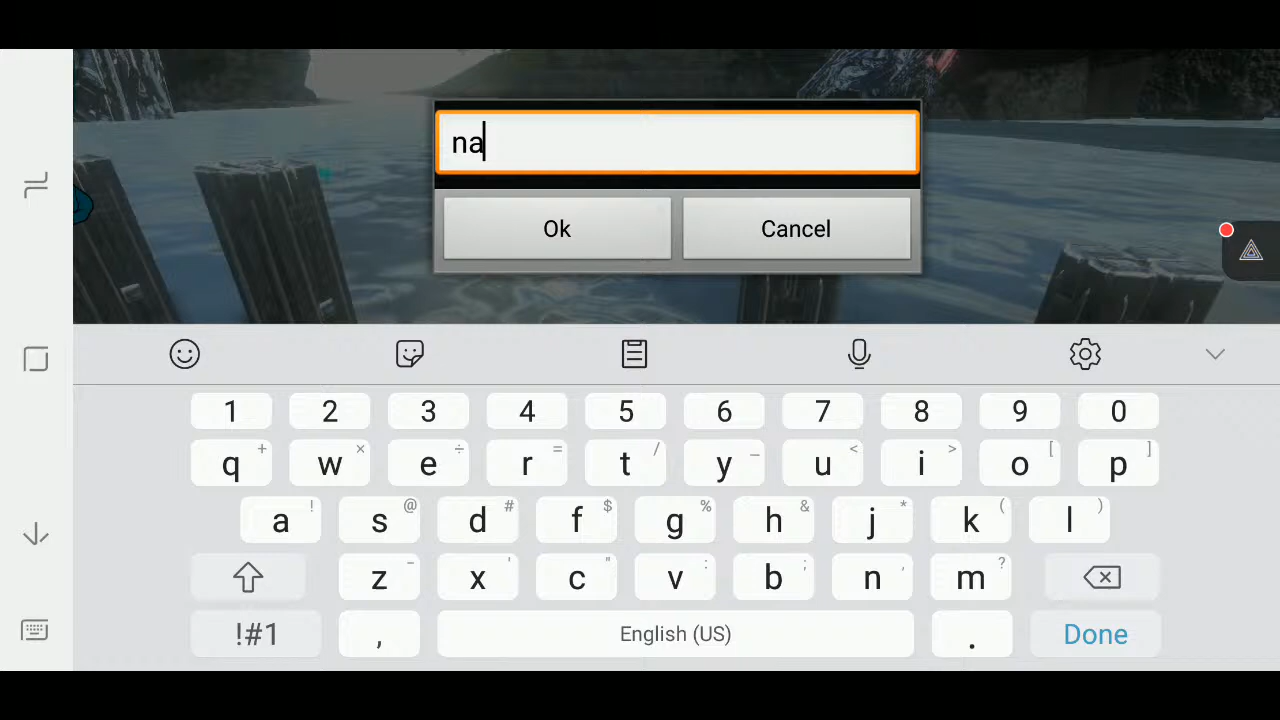 na
Ok Cancel
1 2 3 4 5 6 7 8 9 0
q + w × e ÷ r = t / y _ u < i > o [ p ]
a ! s @ d # f $ g % h & j * k ( l )
z - x ' c " v : b ; n , m ?
!#1 , English (US) . Done